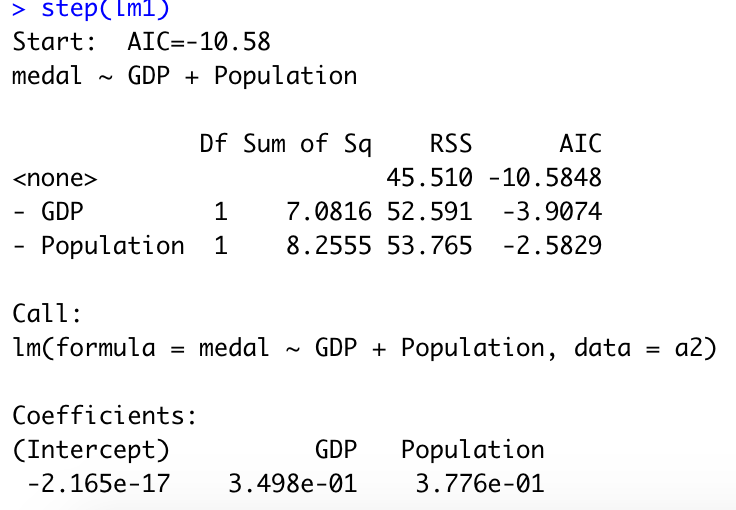 > step(lm1)
Start:  AIC=-10.58
medal ~ GDP + Population

             Df Sum of Sq    RSS      AIC
<none>                    45.510 -10.5848
- GDP         1    7.0816 52.591  -3.9074
- Population  1    8.2555 53.765  -2.5829

Call:
lm(formula = medal ~ GDP + Population, data = a2)

Coefficients:
(Intercept)          GDP   Population
 -2.165e-17    3.498e-01    3.776e-01